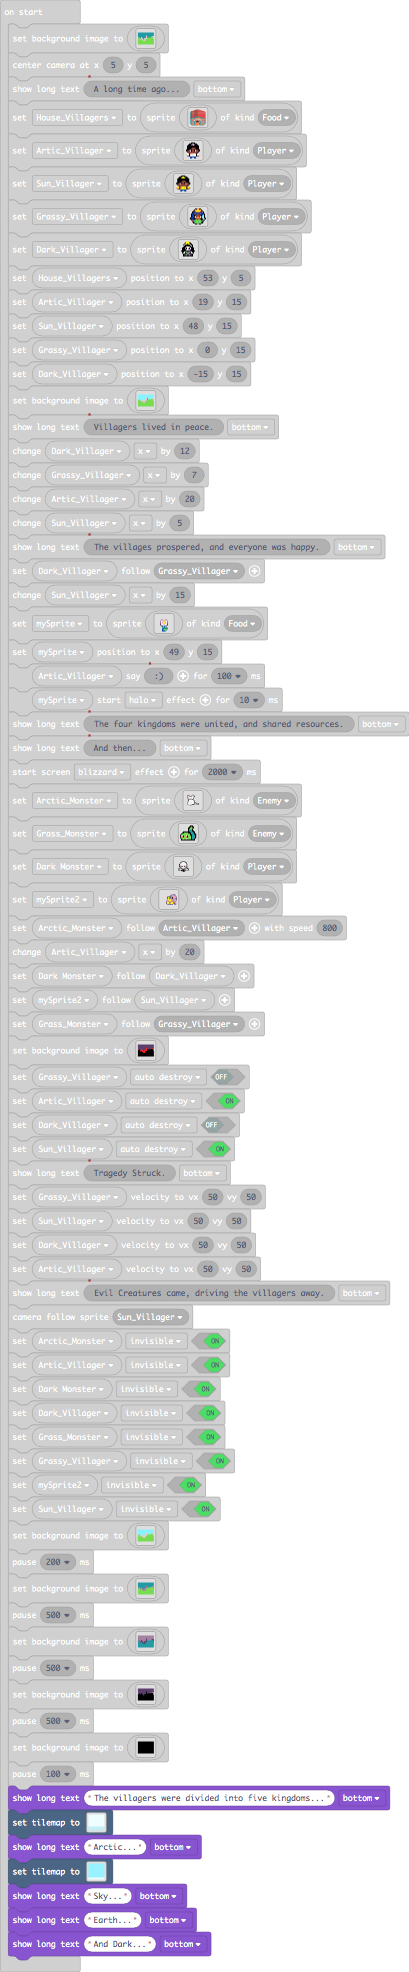 on start
set background image to
center camera at x 5 y 5
show long text A long time ago... bottom
set House_Villagers to sprite of kind Food
set Artic_Villager to sprite of kind Player
set Sun_Villager to sprite of kind Player
set Grassy_Villager to sprite of kind Player
set Dark_Villager to sprite of kind Player
set House_Villagers position to x 53 y 5
set Artic_Villager position to x 19 y 15
set Sun_Villager position to x 48 y 15
set Grassy_Villager position to x 0 y 15
set Dark_Villager position to x -15 y 15
set background image to
show long text Villagers lived in peace. bottom
change Dark_Villager x by 12
change Grassy_Villager x by 7
change Artic_Villager x by 20
change Sun_Villager x by 5
show long text The villages prospered, and everyone was happy. bottom
set Dark_Villager follow Grassy_Villager
change Sun_Villager x by 15
set mySprite to sprite of kind Food
set mySprite position to x 49 y 15
Artic_Villager say :) for 100 ms
mySprite start halo effect for 10 ms
show long text The four kingdoms were united, and shared resources. bottom
show long text And then... bottom
start screen blizzard effect for 2000 ms
set Arctic_Monster to sprite of kind Enemy
set Grass_Monster to sprite of kind Enemy
set Dark Monster to sprite of kind Player
set mySprite2 to sprite of kind Player
set Arctic_Monster follow Artic_Villager with speed 800
change Artic_Villager x by 20
set Dark Monster follow Dark_Villager
set mySprite2 follow Sun_Villager
set Grass_Monster follow Grassy_Villager
set background image to
set Grassy_Villager auto destroy OFF
set Artic_Villager auto destroy ON
set Dark_Villager auto destroy OFF
set Sun_Villager auto destroy ON
show long text Tragedy Struck. bottom
set Grassy_Villager velocity to vx 50 vy 50
set Sun_Villager velocity to vx 50 vy 50
set Dark_Villager velocity to vx 50 vy 50
set Artic_Villager velocity to vx 50 vy 50
show long text Evil Creatures came, driving the villagers away. bottom
camera follow sprite Sun_Villager
set Arctic_Monster invisible ON
set Artic_Villager invisible ON
set Dark Monster invisible ON
set Dark_Villager invisible ON
set Grass_Monster invisible ON
set Grassy_Villager invisible ON
set mySprite2 invisible ON
set Sun_Villager invisible ON
set background image to
pause 200 ms
set background image to
pause 500 ms
set background image to
pause 500 ms
set background image to
pause 500 ms
set background image to
pause 100 ms
show long text "The villagers were divided into five kingdoms..." bottom
set tilemap to
show long text "Arctic..." bottom
set tilemap to
show long text "Sky..." bottom
show long text "Earth..." bottom
show long text "And Dark..." bottom